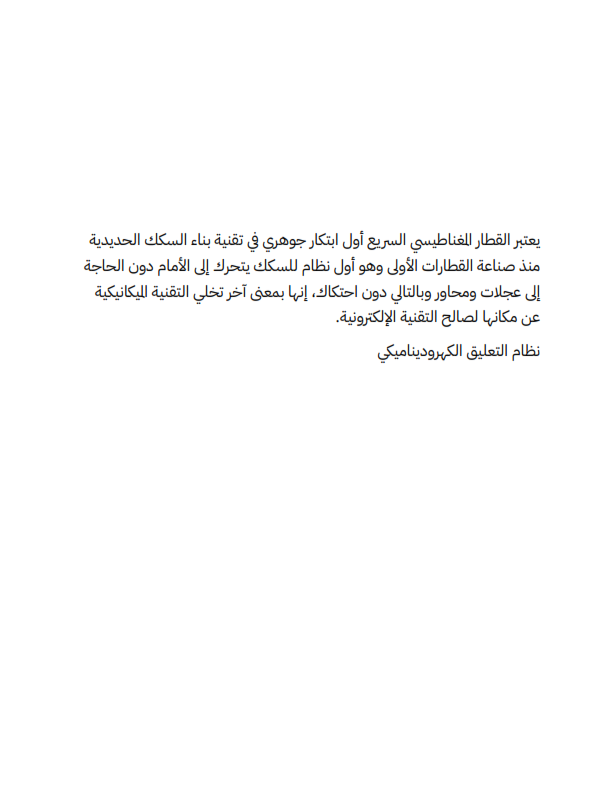 يعتبر القطار المغناطيسي السريع أول ابتكار جوهري في تقنية بناء السكك الحديدية
منذ صناعة القطارات الأولى وهو أول نظام للسكك يتحرك إلى الأمام دون الحاجة
إلى عجلات ومحاور وبالتالي دون احتكاك، إنها بمعنى آخر تخلي التقنية الميكانيكية
عن مكانها لصالح التقنية الإلكترونية.
نظام التعليق الكهروديناميكي